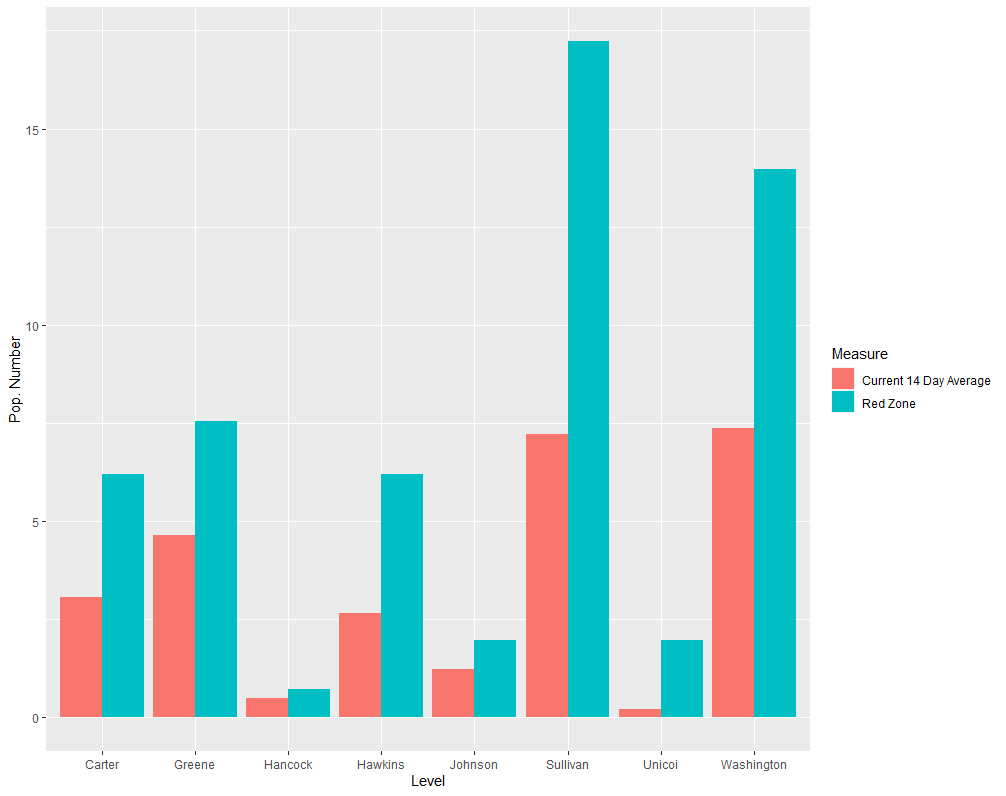 Pop. Number
15
10
5
0
Carter Greene Hancock Hawkins Johnson Sullivan Unicoi Washington
Level
Measure
Current 14 Day Average
Red Zone